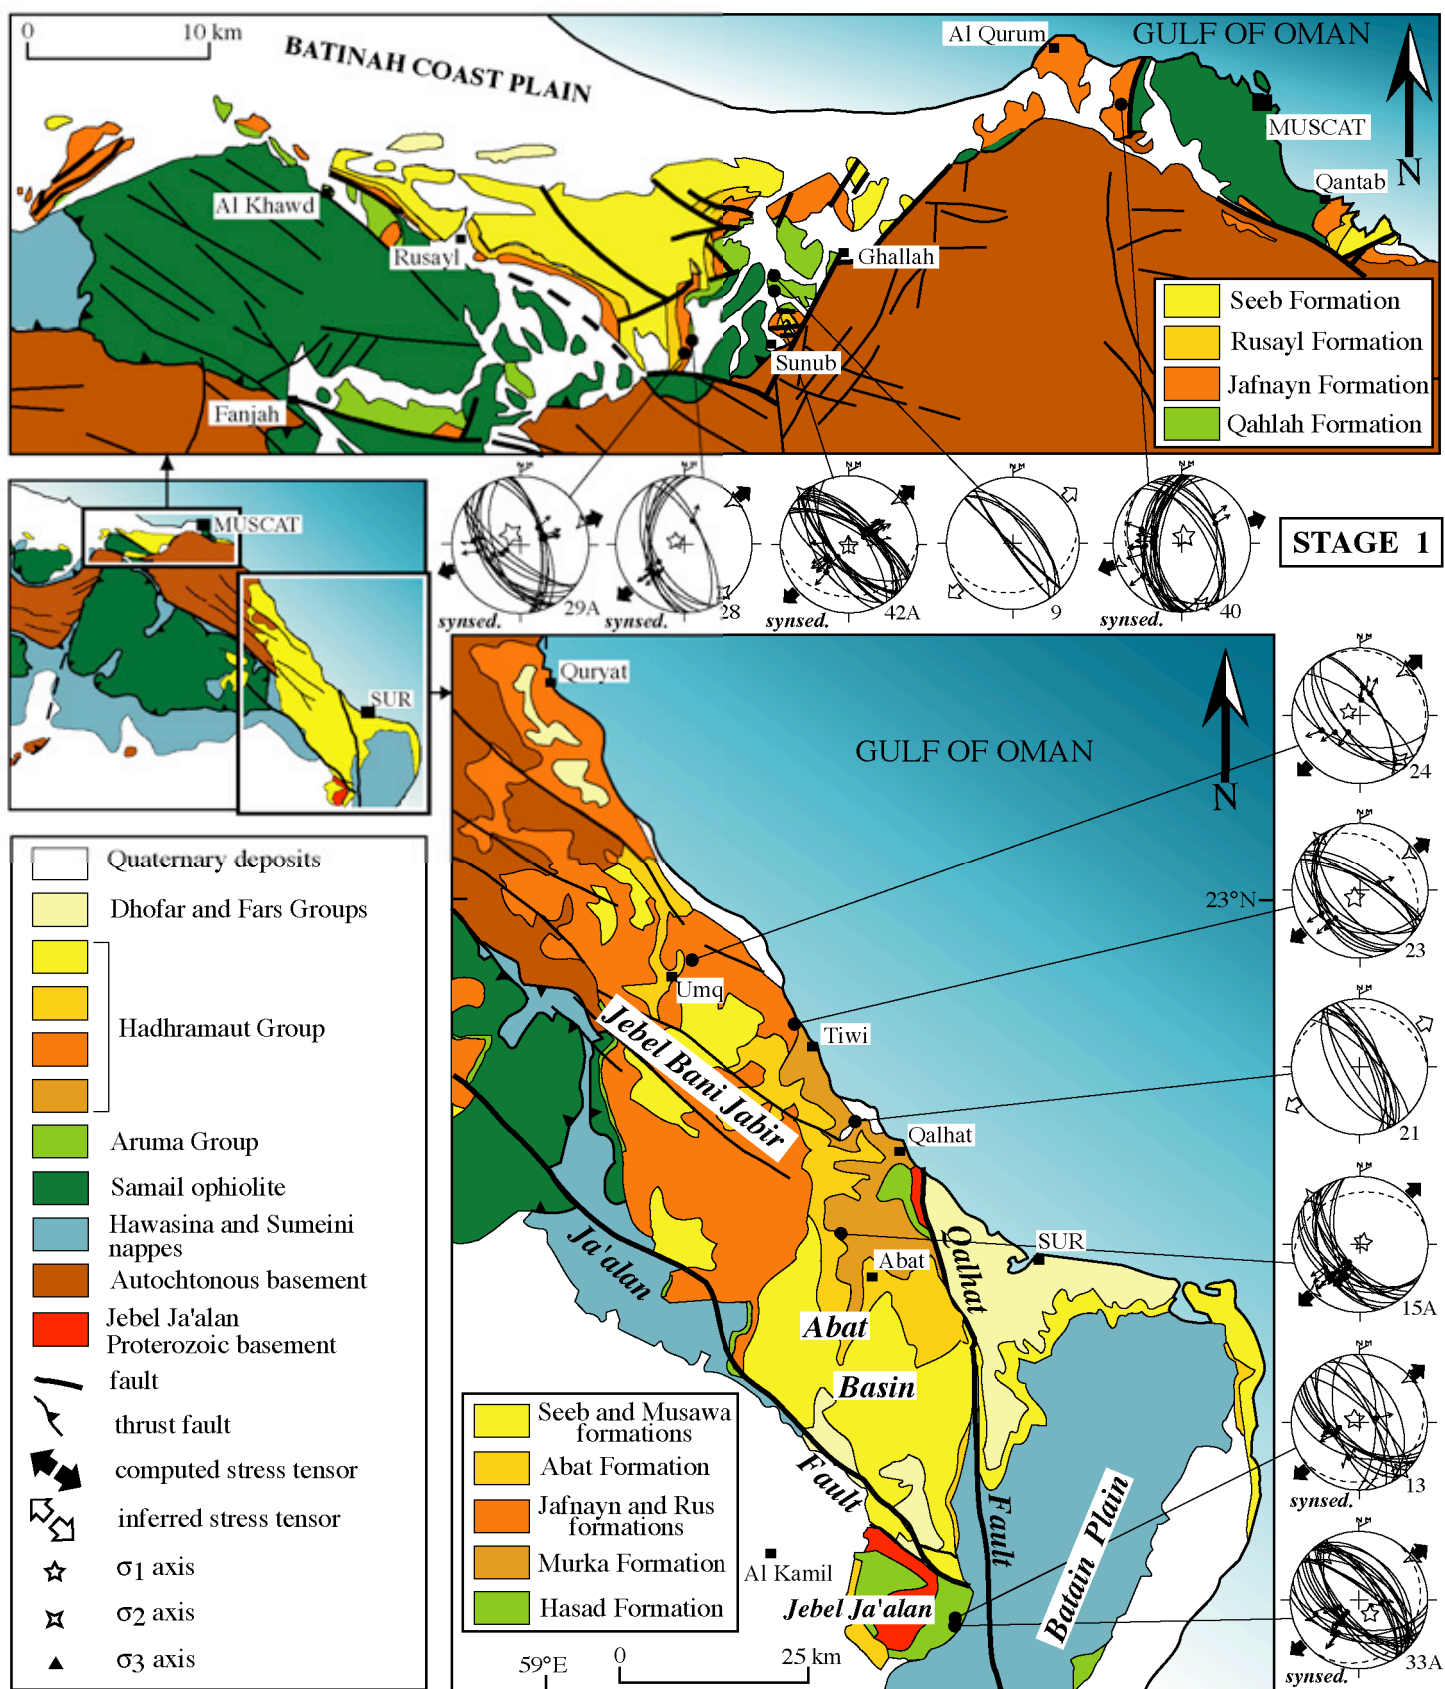 0
10 km
BATINAH COAST PLAIN
Al Qurum
GULF OF OMAN
MUSCAT
N
Qantab
Al Khawd
Rusayl
Ghallah
Sunub
Fanjah
Seeb Formation
Rusayl Formation
Jafnayn Formation
Qahlah Formation
MUSCAT
SUR
29A
synsed.
28
synsed.
42A
synsed.
9
40
synsed.
STAGE 1
Quaternary deposits
Dhofar and Fars Groups
Hadhramaut Group
Aruma Group
Samail ophiolite
Hawasina and Sumeini
nappes
Autochtonous basement
Jebel Ja'alan
Proterozoic basement
fault
thrust fault
computed stress tensor
inferred stress tensor
σ1 axis
σ2 axis
σ3 axis
Quryat
GULF OF OMAN
N
23°N
Umq
Tiwi
Jebel Bani Jabir
Qalhat
SUR
Abat
Ja'alan
Qalhat
Abat
Basin
Fault
Fault
Batain Plain
Al Kamil
Jebel Ja'alan
Seeb and Musawa
formations
Abat Formation
Jafnayn and Rus
formations
Murka Formation
Hasad Formation
59°E
0
25 km
24
23
21
15A
13
synsed.
33A
synsed.